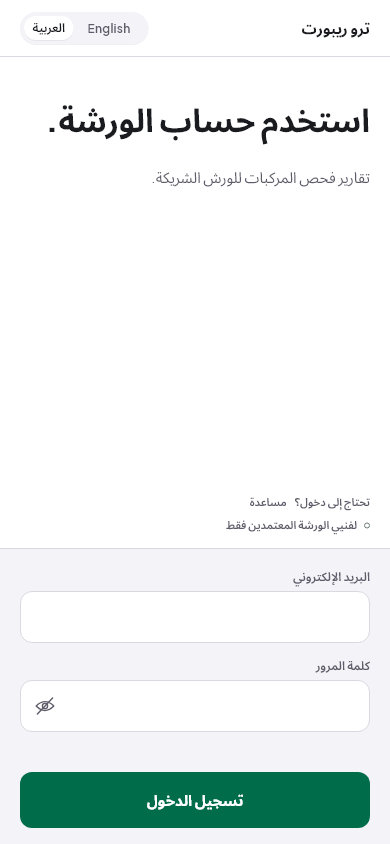 ترو ريبورت
English العربية
استخدم حساب الورشة.
تقارير فحص المركبات للورش الشريكة.
تحتاج إلى دخول؟ مساعدة
لفنيي الورشة المعتمدين فقط
البريد الإلكتروني
كلمة المرور
تسجيل الدخول